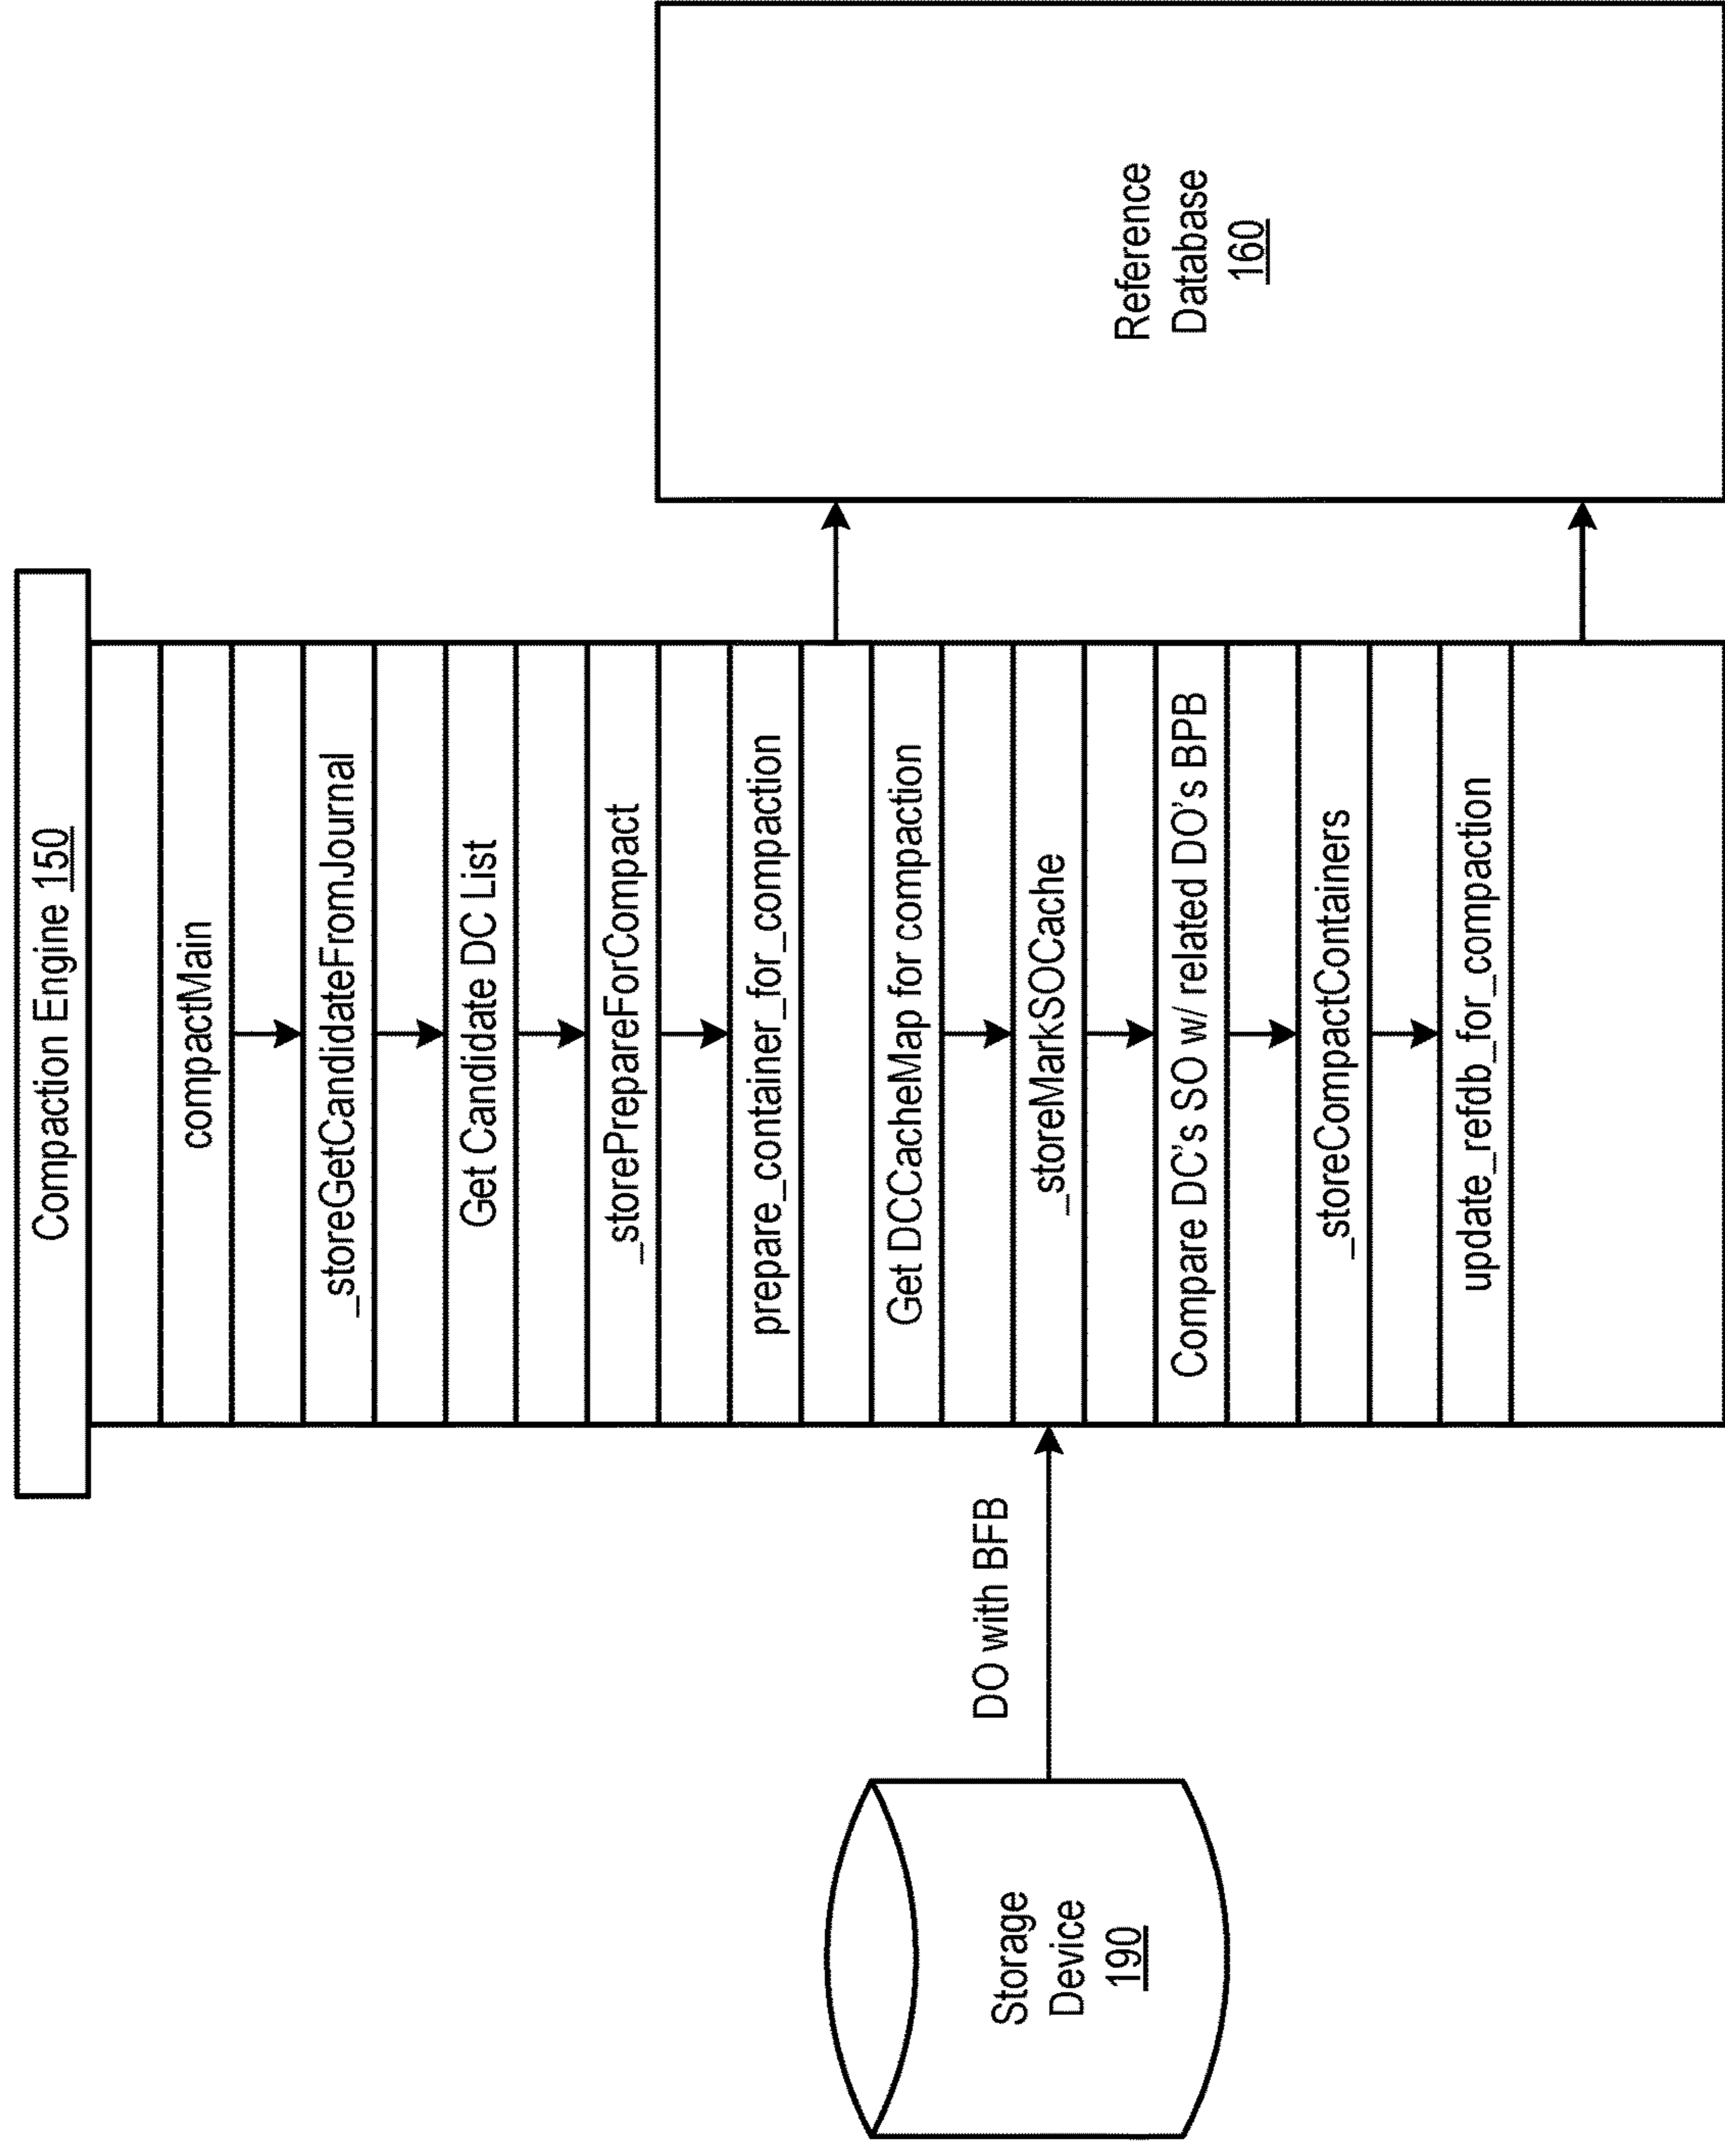 Compaction Engine 150
compactMain
_storeGetCandidateFromJournal
Get Candidate DC List
_storePrepareForCompact
prepare_container_for_compaction
Get DCCacheMap for compaction
_storeMarkSOCache
Compare DC's SO w/ related DO's BPB
_storeCompactContainers
update_refdb_for_compaction
DO with BFB
Storage
Device
190
Reference
Database
160